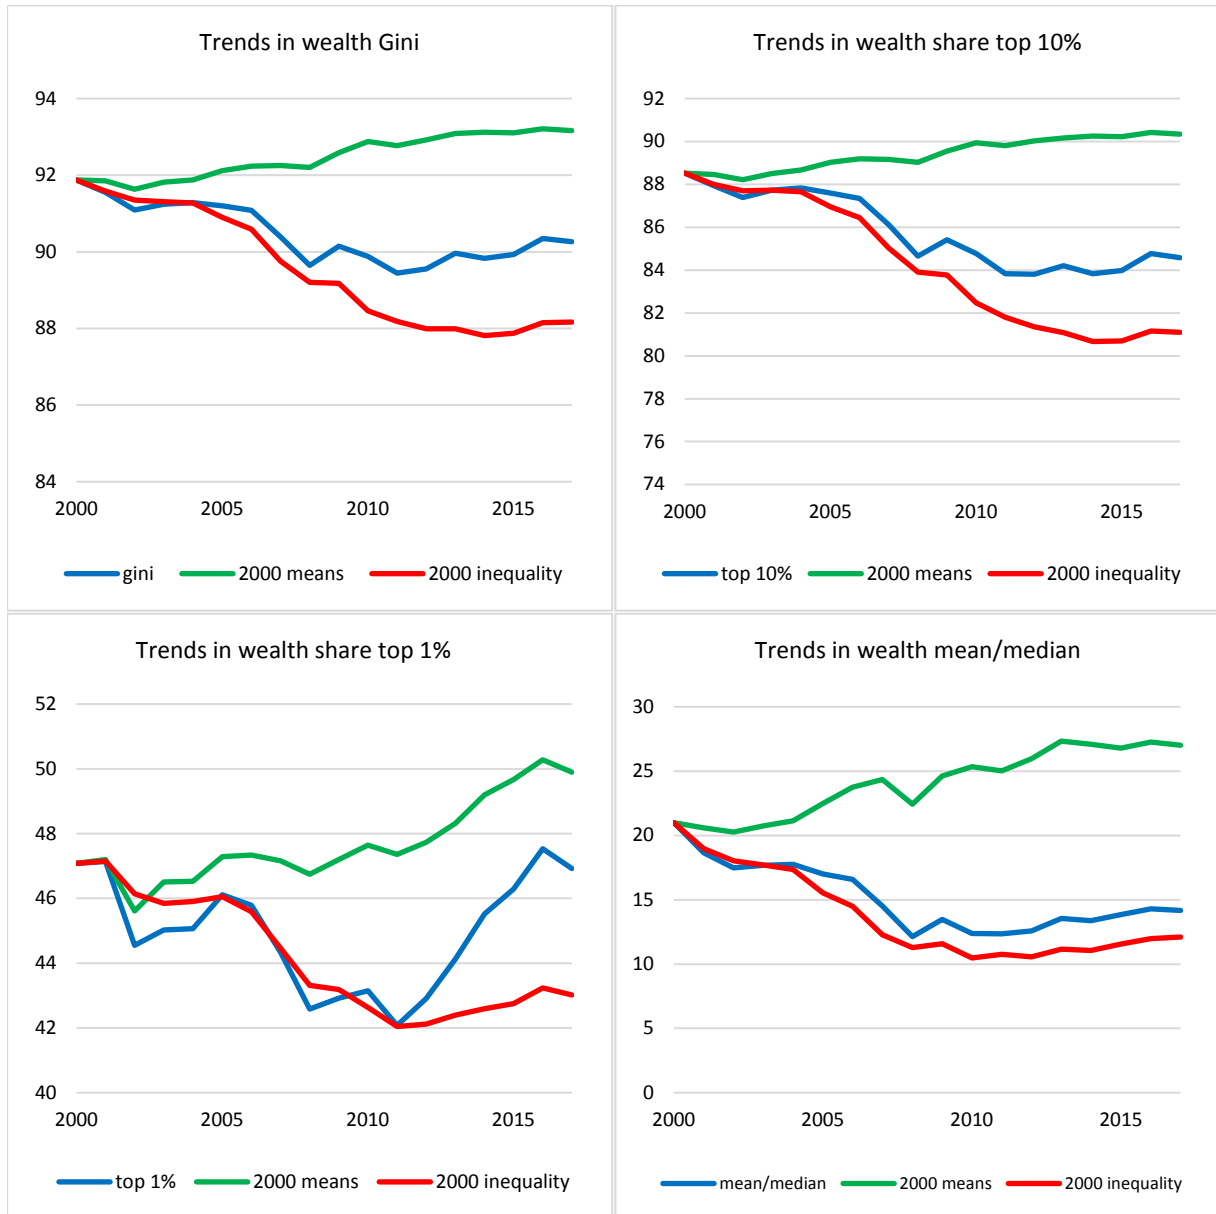 Trends in wealth Gini
94
92
90
88
86
84
2000 2005 2010 2015
gini 2000 means 2000 inequality
Trends in wealth share top 10%
92
90
88
86
84
82
80
78
76
74
2000 2005 2010 2015
top 10% 2000 means 2000 inequality
Trends in wealth share top 1%
52
50
48
46
44
42
40
2000 2005 2010 2015
top 1% 2000 means 2000 inequality
Trends in wealth mean/median
30
25
20
15
10
5
0
2000 2005 2010 2015
mean/median 2000 means 2000 inequality